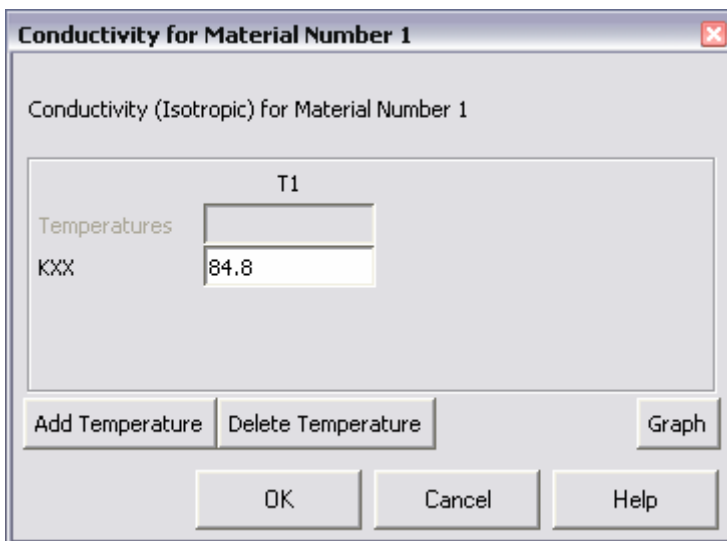 Conductivity for Material Number 1
Conductivity (Isotropic) for Material Number 1
T1
Temperatures
KXX 84.8
Add Temperature Delete Temperature Graph
OK Cancel Help